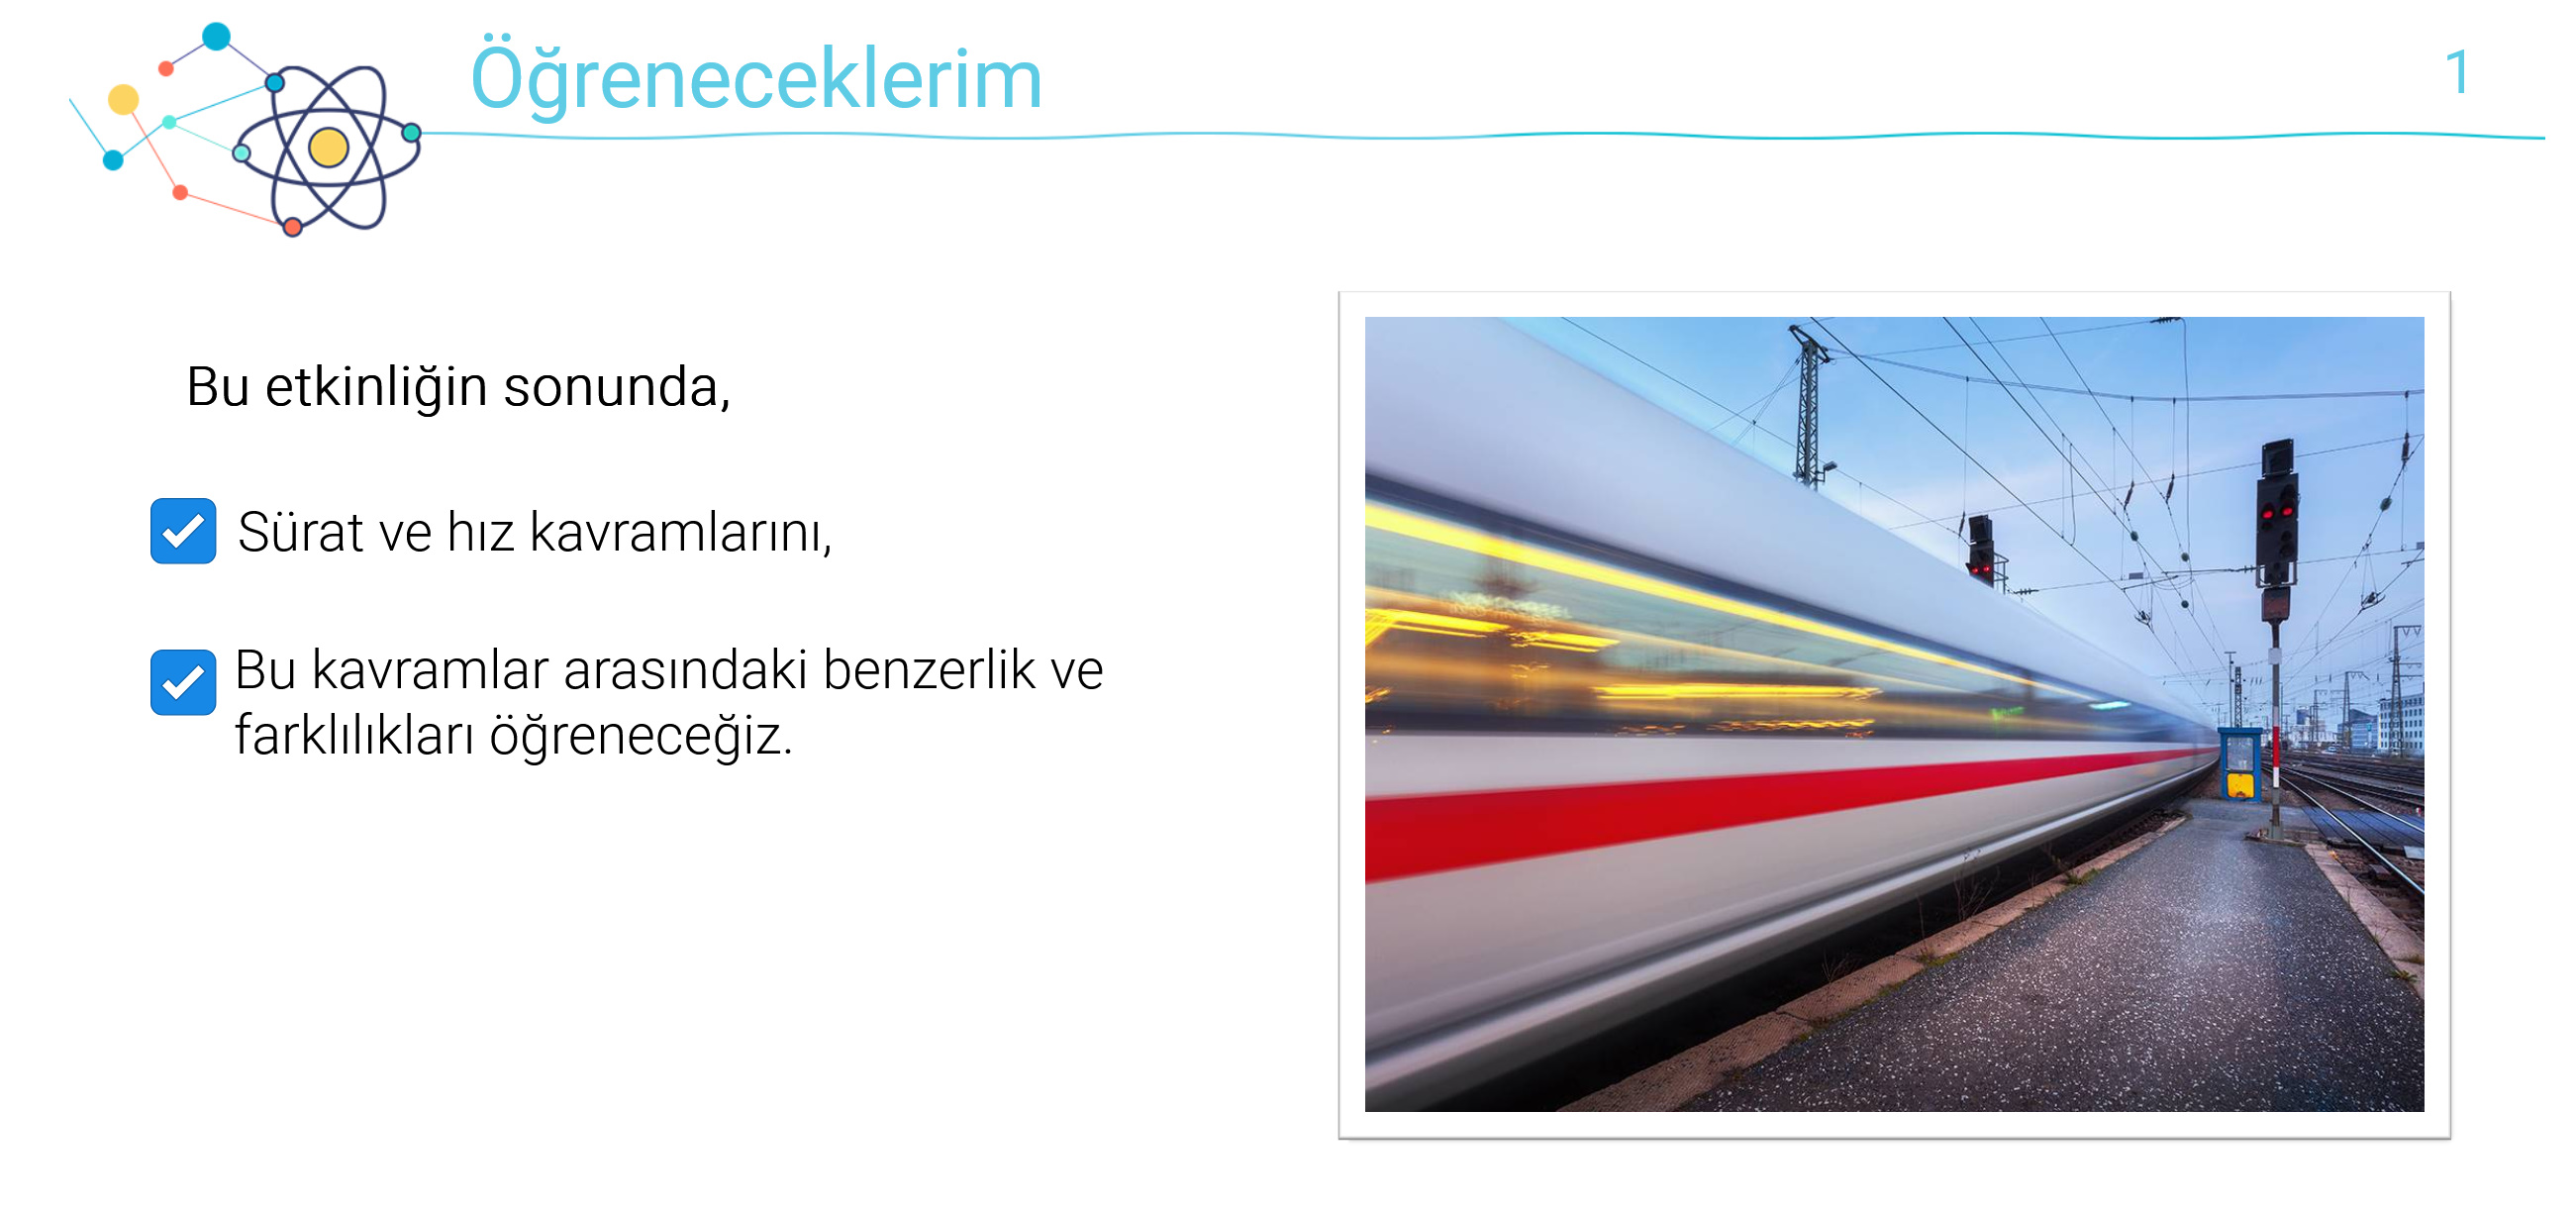 Öğreneceklerim
1
Bu etkinliğin sonunda,
Sürat ve hız kavramlarını,
Bu kavramlar arasındaki benzerlik ve
farklılıkları öğreneceğiz.